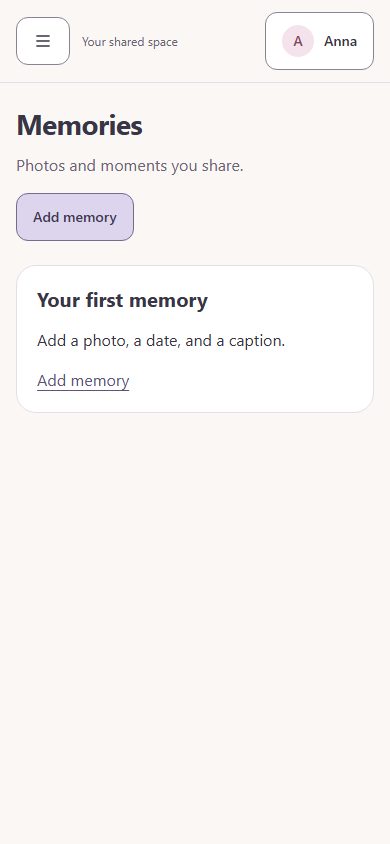 Your shared space
A
Anna
Memories
Photos and moments you share.
Add memory
Your first memory
Add a photo, a date, and a caption.
Add memory